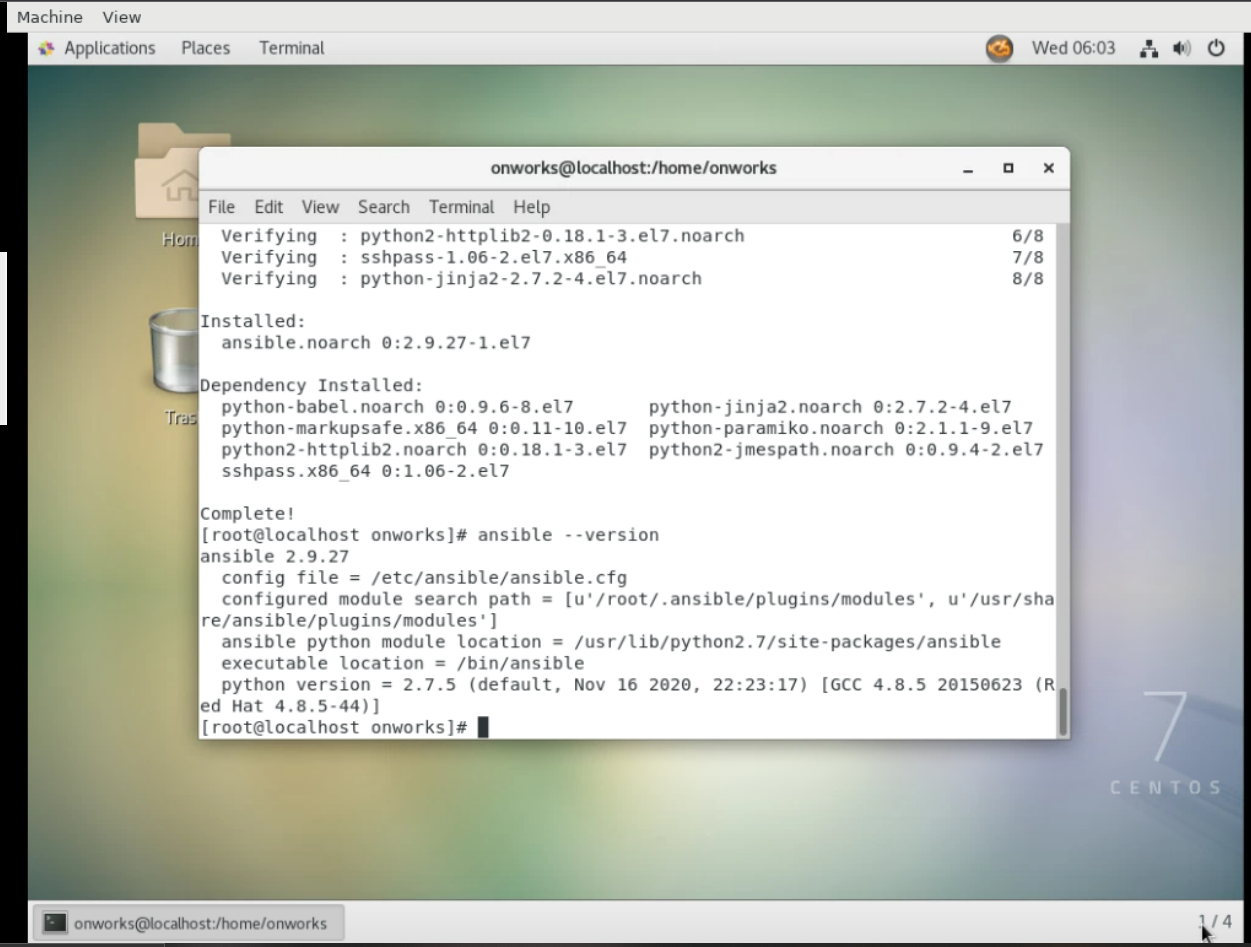 Machine View
Applications Places Terminal Wed 06:03
onworks@localhost:/home/onworks
File Edit View Search Terminal Help
Hom
Verifying  : python2-httplib2-0.18.1-3.el7.noarch 6/8
Verifying  : sshpass-1.06-2.el7.x86_64 7/8
Verifying  : python-jinja2-2.7.2-4.el7.noarch 8/8
Installed:
ansible.noarch 0:2.9.27-1.el7
Dependency Installed:
Tras
python-babel.noarch 0:0.9.6-8.el7 python-jinja2.noarch 0:2.7.2-4.el7
python-markupsafe.x86_64 0:0.11-10.el7 python-paramiko.noarch 0:2.1.1-9.el7
python2-httplib2.noarch 0:0.18.1-3.el7 python2-jmespath.noarch 0:0.9.4-2.el7
sshpass.x86_64 0:1.06-2.el7
Complete!
[root@localhost onworks]# ansible --version
ansible 2.9.27
config file = /etc/ansible/ansible.cfg
configured module search path = [u'/root/.ansible/plugins/modules', u'/usr/sha
re/ansible/plugins/modules']
ansible python module location = /usr/lib/python2.7/site-packages/ansible
executable location = /bin/ansible
python version = 2.7.5 (default, Nov 16 2020, 22:23:17) [GCC 4.8.5 20150623 (R
ed Hat 4.8.5-44)]
[root@localhost onworks]#
7
CENTOS
onworks@localhost:/home/onworks 1 / 4